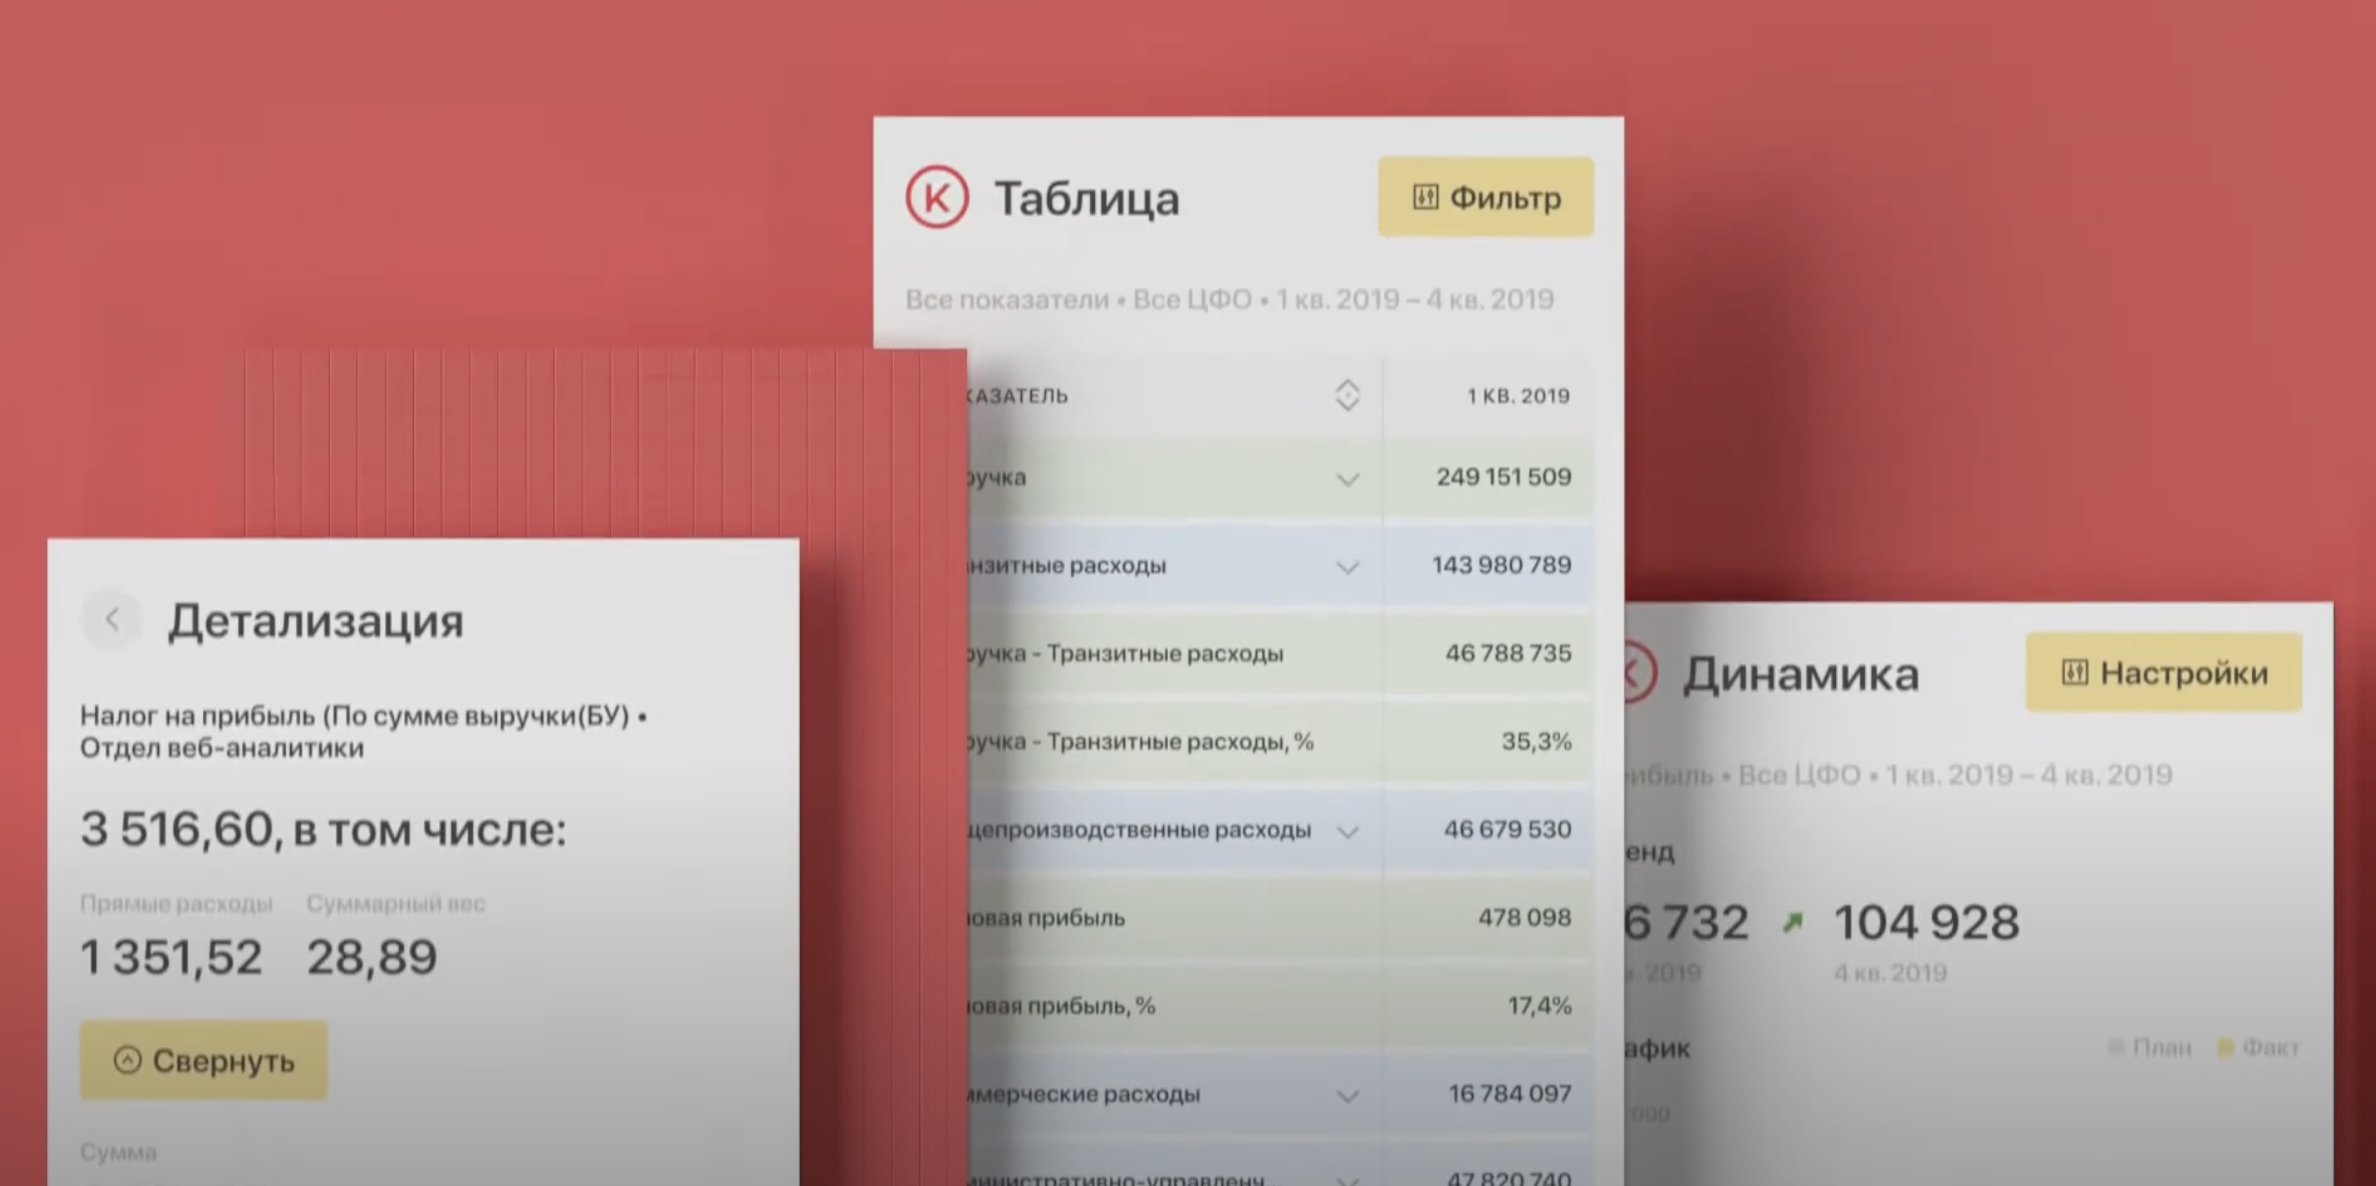 K Таблица
Фильтр
Все показатели • Все ЦФО • 1 кв. 2019 – 4 кв. 2019
КАЗАТЕЛЬ 1 КВ. 2019
ручка 249 151 509
нзитные расходы 143 980 789
ручка - Транзитные расходы 46 788 735
ручка - Транзитные расходы, % 35,3%
щепроизводственные расходы 46 679 530
овая прибыль 478 098
овая прибыль, % 17,4%
ммерческие расходы 16 784 097
министративно-управленч... 47 820 740
Детализация
Налог на прибыль (По сумме выручки(БУ) •
Отдел веб-аналитики
3 516,60, в том числе:
Прямые расходы Суммарный вес
1 351,52 28,89
Свернуть
Сумма
K Динамика
Настройки
ибыль • Все ЦФО • 1 кв. 2019 – 4 кв. 2019
енд
6 732 104 928
в. 2019 4 кв. 2019
афик План Факт
000